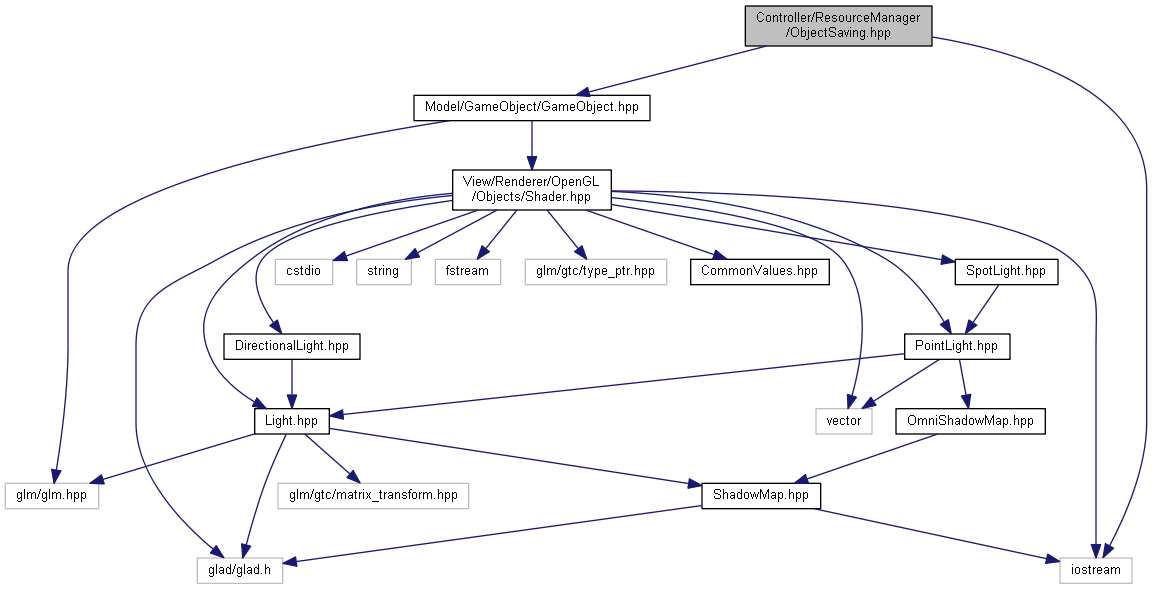 Controller/ResourceManager
/ObjectSaving.hpp
Model/GameObject/GameObject.hpp
View/Renderer/OpenGL
/Objects/Shader.hpp
cstdio
string
fstream
glm/gtc/type_ptr.hpp
CommonValues.hpp
SpotLight.hpp
DirectionalLight.hpp
PointLight.hpp
Light.hpp
vector
OmniShadowMap.hpp
glm/glm.hpp
glm/gtc/matrix_transform.hpp
ShadowMap.hpp
glad/glad.h
iostream